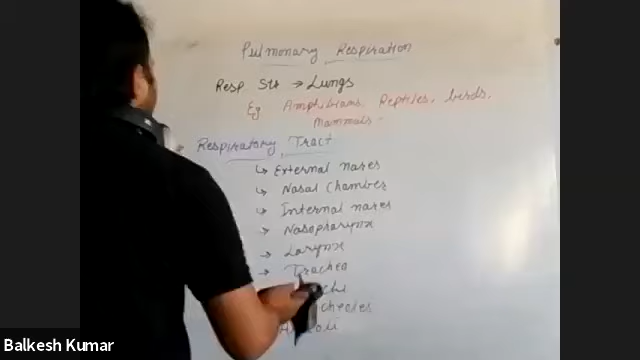 Pulmonary Respiration
Resp. Str → Lungs
Eg Amphibians, Reptiles, birds,
Mammals.
Respiratory Tract
↳ External nares
↳ Nasal Chamber
→ Internal nares
→ Nasopharynx
→ Larynx
→ Trachea
Balkesh Kumar